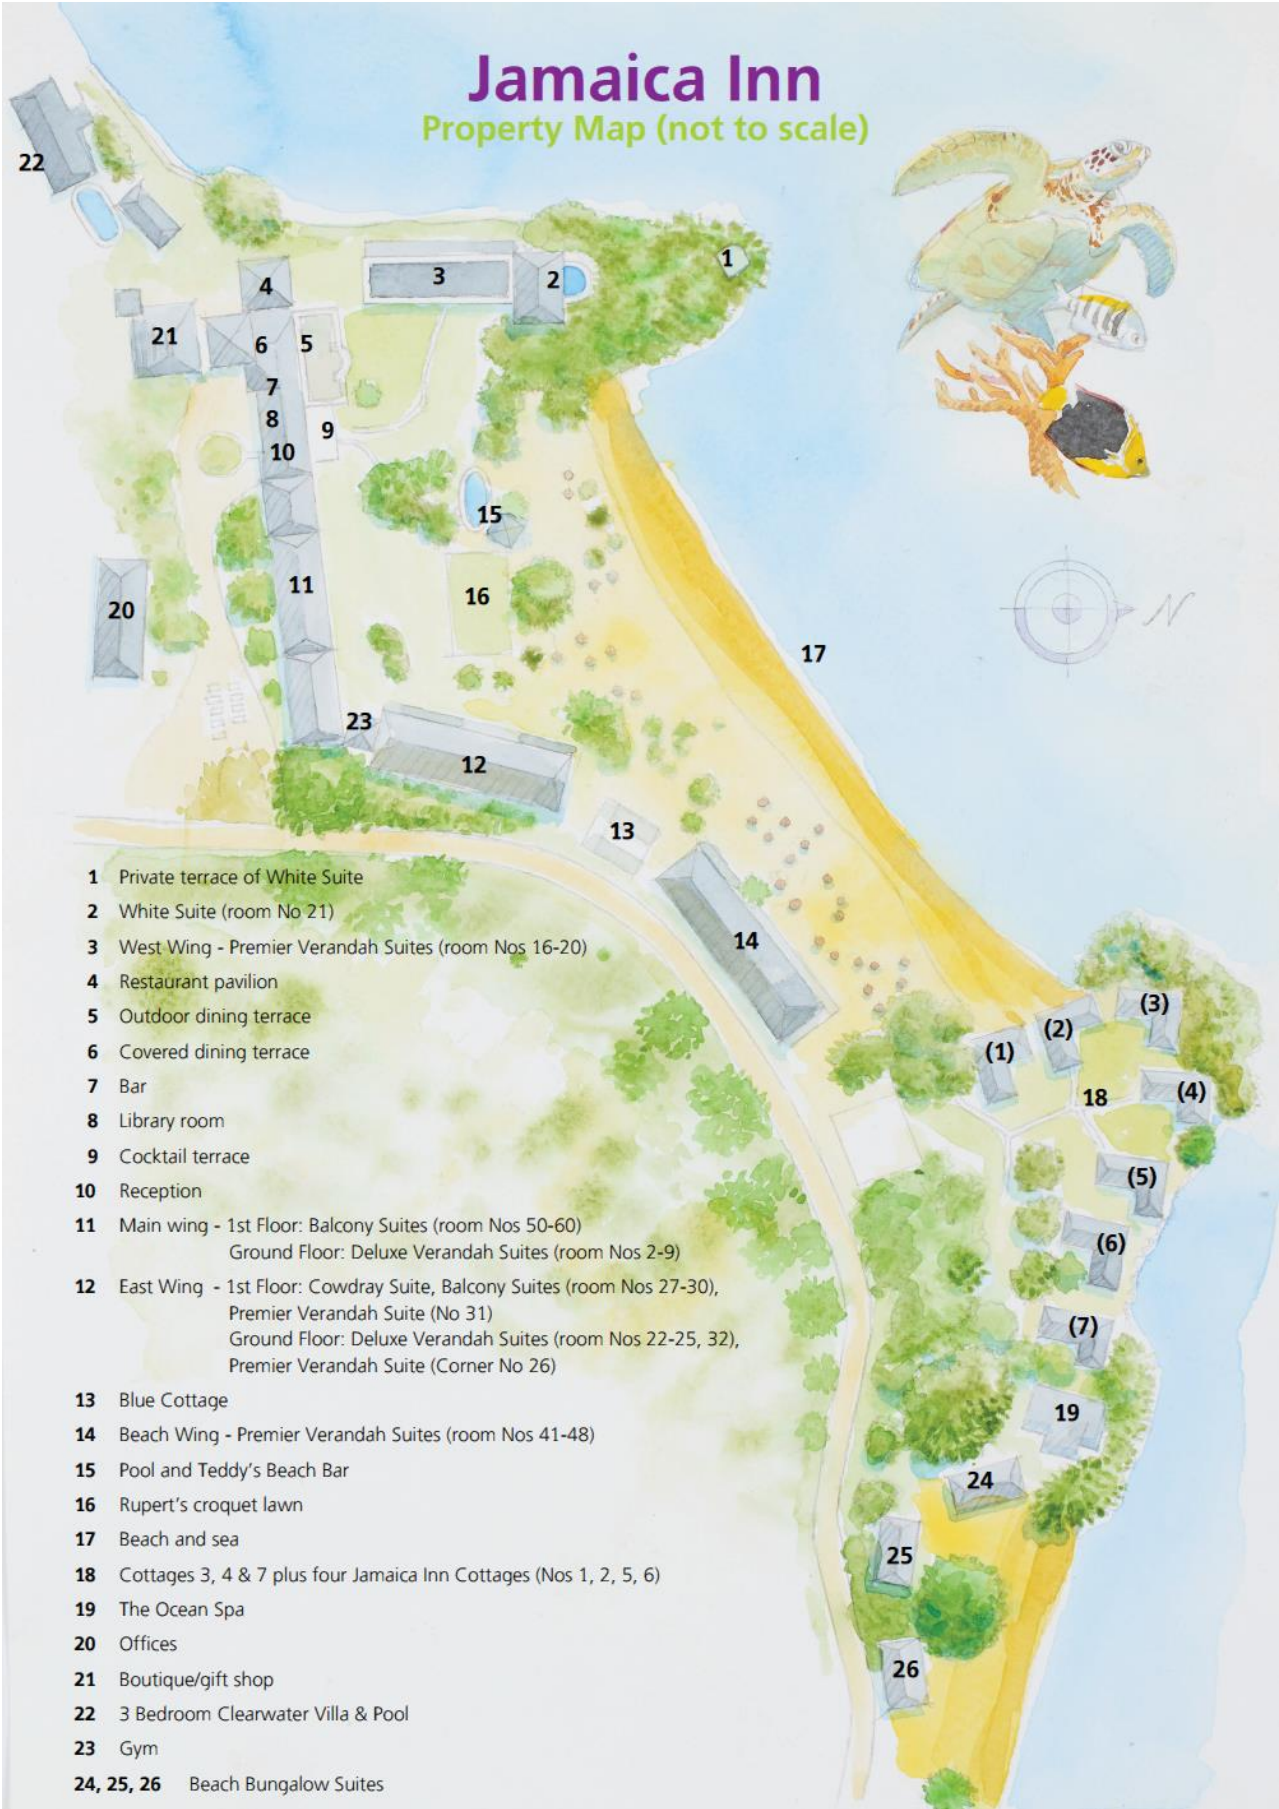 Jamaica Inn
Property Map (not to scale)
22
1
3
2
4
21
6
5
7
8
9
10
15
11
16
20
N
17
23
12
13
14
(3)
(2)
(1)
(4)
18
(5)
(6)
(7)
19
24
25
26
1 Private terrace of White Suite
2 White Suite (room No 21)
3 West Wing - Premier Verandah Suites (room Nos 16-20)
4 Restaurant pavilion
5 Outdoor dining terrace
6 Covered dining terrace
7 Bar
8 Library room
9 Cocktail terrace
10 Reception
11 Main wing - 1st Floor: Balcony Suites (room Nos 50-60)
Ground Floor: Deluxe Verandah Suites (room Nos 2-9)
12 East Wing - 1st Floor: Cowdray Suite, Balcony Suites (room Nos 27-30),
Premier Verandah Suite (No 31)
Ground Floor: Deluxe Verandah Suites (room Nos 22-25, 32),
Premier Verandah Suite (Corner No 26)
13 Blue Cottage
14 Beach Wing - Premier Verandah Suites (room Nos 41-48)
15 Pool and Teddy's Beach Bar
16 Rupert's croquet lawn
17 Beach and sea
18 Cottages 3, 4 & 7 plus four Jamaica Inn Cottages (Nos 1, 2, 5, 6)
19 The Ocean Spa
20 Offices
21 Boutique/gift shop
22 3 Bedroom Clearwater Villa & Pool
23 Gym
24, 25, 26 Beach Bungalow Suites